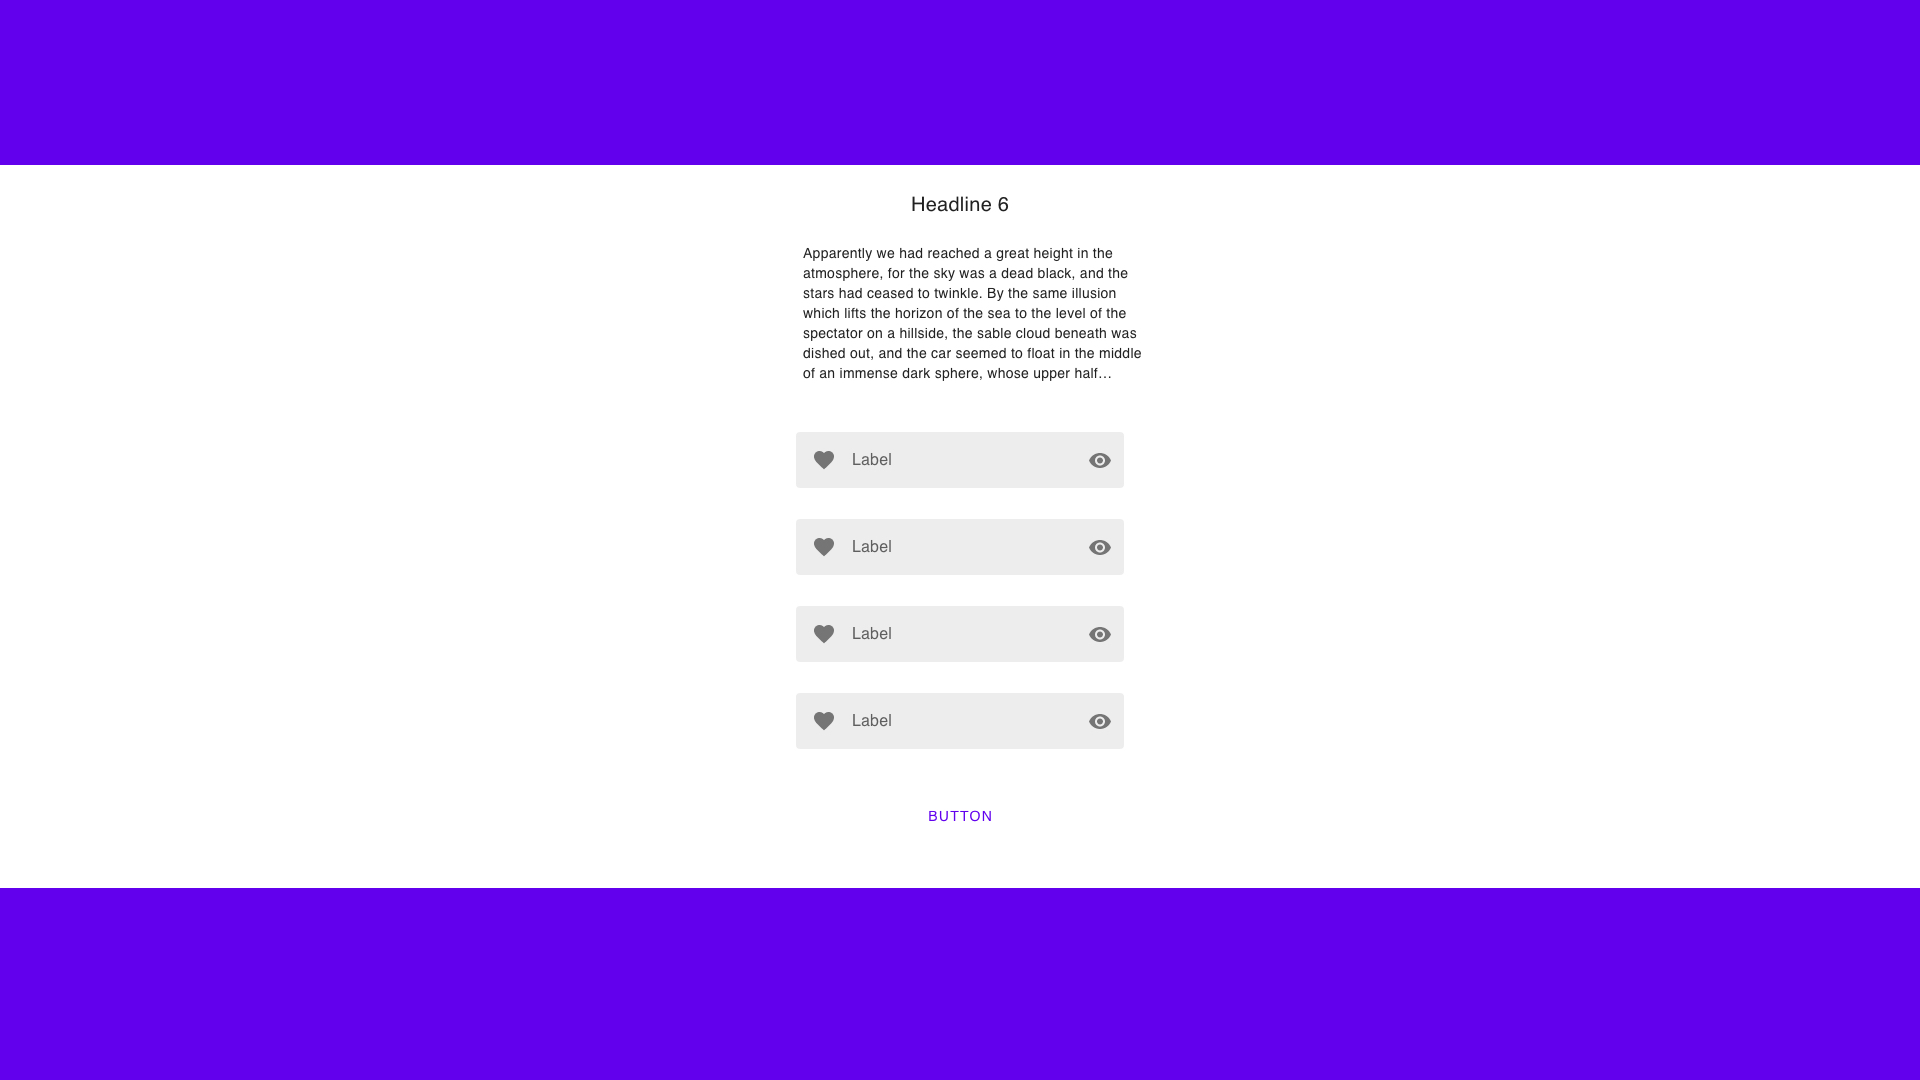 Headline 6
Apparently we had reached a great height in the
atmosphere, for the sky was a dead black, and the
stars had ceased to twinkle. By the same illusion
which lifts the horizon of the sea to the level of the
spectator on a hillside, the sable cloud beneath was
dished out, and the car seemed to float in the middle
of an immense dark sphere, whose upper half…
Label
Label
Label
Label
BUTTON